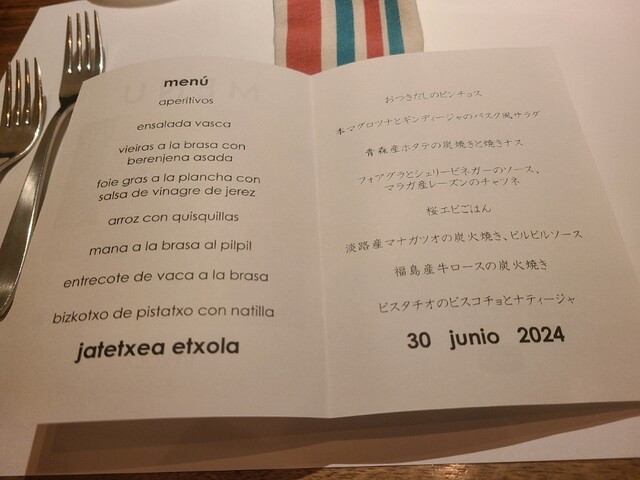 menú
aperitivos
ensalada vasca
vieiras a la brasa con
berenjena asada
foie gras a la plancha con
salsa de vinagre de jerez
arroz con quisquillas
mana a la brasa al pilpil
entrecote de vaca a la brasa
bizkotxo de pistatxo con natilla
jatetxea etxola
おつきだしのピンチョス
本マグロツナとギンディージャのバスク風サラダ
青森産ホタテの炭焼きと焼きナス
フォアグラとシェリービネガーのソース、
マラガ産レーズンのチャツネ
桜エビごはん
淡路産マナガツオの炭火焼き、ピルピルソース
福島産牛ロースの炭火焼き
ピスタチオのビスコチョとナティージャ
30 junio 2024